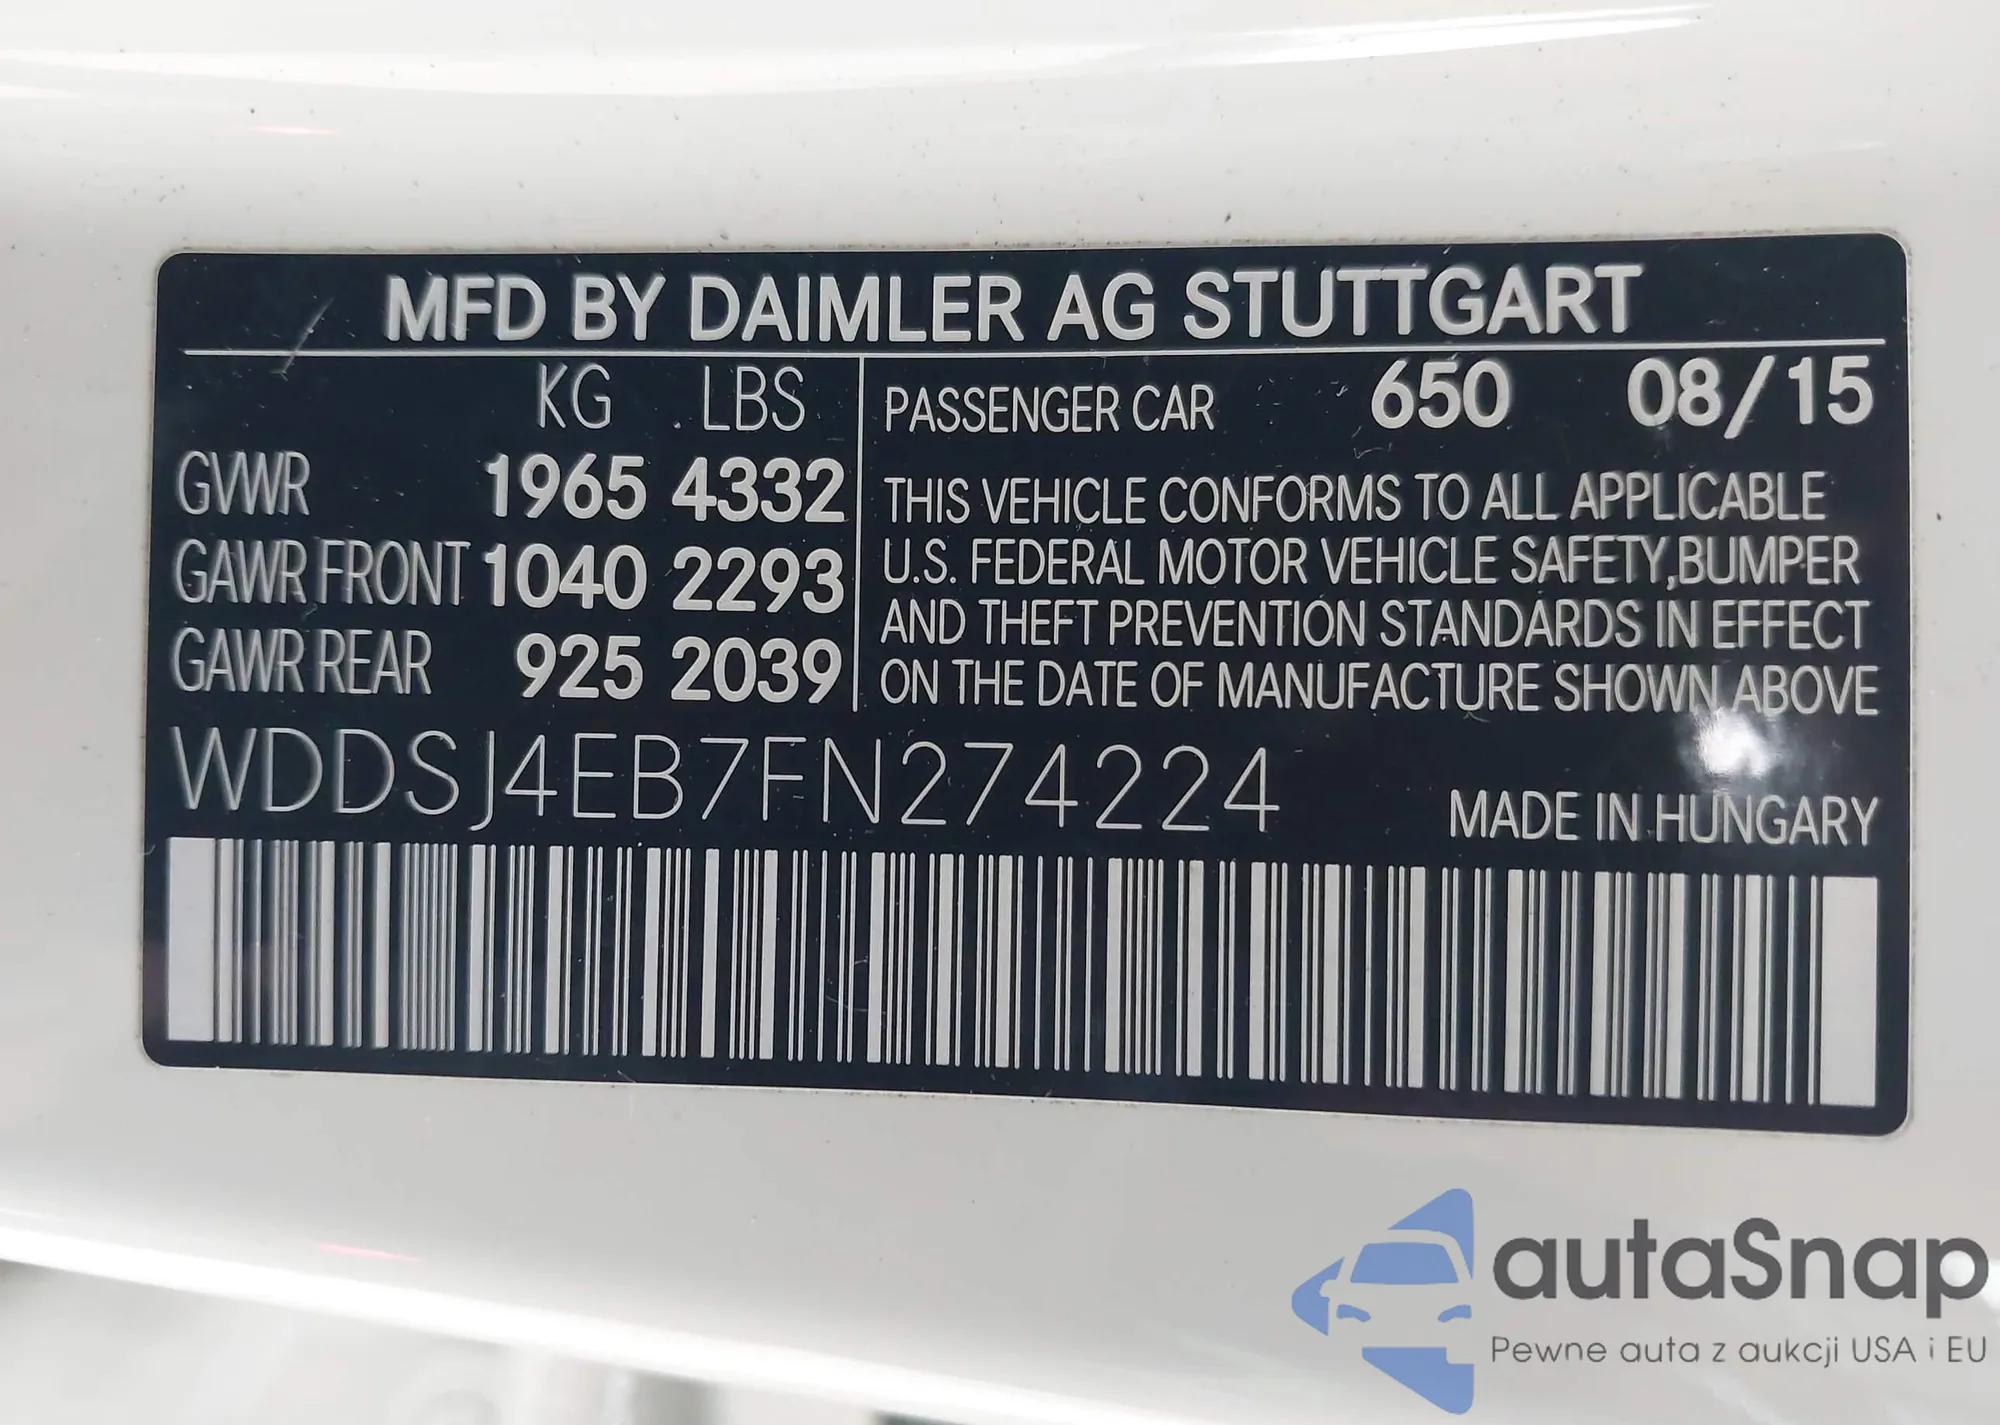 MFD BY DAIMLER AG STUTTGART
KG LBS
GVWR 1965 4332
GAWR FRONT 1040 2293
GAWR REAR 925 2039
PASSENGER CAR 650 08/15
THIS VEHICLE CONFORMS TO ALL APPLICABLE
U.S. FEDERAL MOTOR VEHICLE SAFETY,BUMPER
AND THEFT PREVENTION STANDARDS IN EFFECT
ON THE DATE OF MANUFACTURE SHOWN ABOVE
WDDSJ4EB7FN274224
MADE IN HUNGARY
autaSnap
Pewne auta z aukcji USA i EU